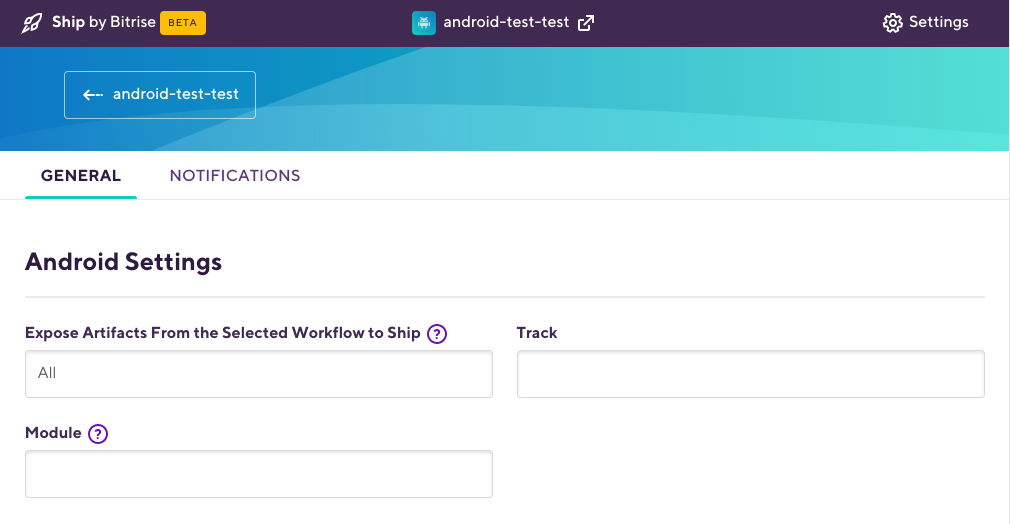 Ship by Bitrise BETA android-test-test Settings
android-test-test
GENERAL NOTIFICATIONS
Android Settings
Expose Artifacts From the Selected Workflow to Ship ? Track
All
Module ?